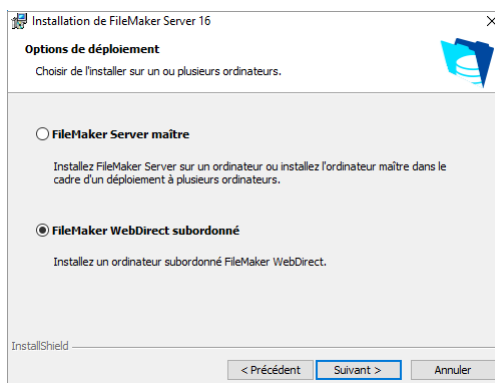 Installation de FileMaker Server 16
Options de déploiement
Choisir de l'installer sur un ou plusieurs ordinateurs.
FileMaker Server maître
Installez FileMaker Server sur un ordinateur ou installez l'ordinateur maître dans le
cadre d'un déploiement à plusieurs ordinateurs.
FileMaker WebDirect subordonné
Installez un ordinateur subordonné FileMaker WebDirect.
InstallShield
< Précédent Suivant > Annuler